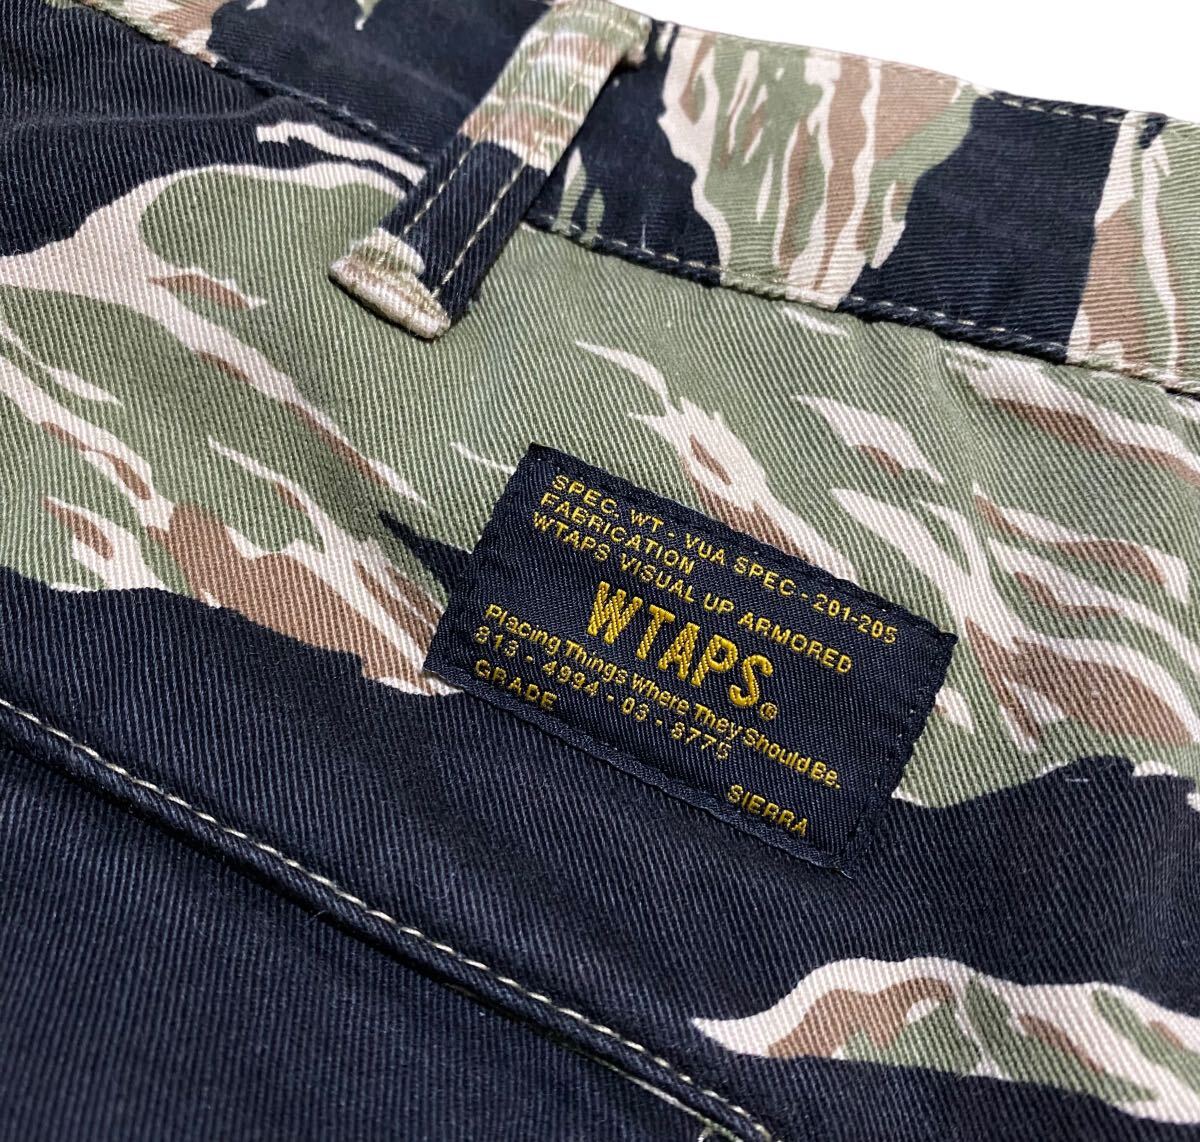 SPEC. WT - VUA SPEC - 201-205
FABRICATION
WTAPS VISUAL UP ARMORED
WTAPS®
Placing Things Where They Should Be.
813 - 4994 - 03 - 8775
GRADE SIERRA